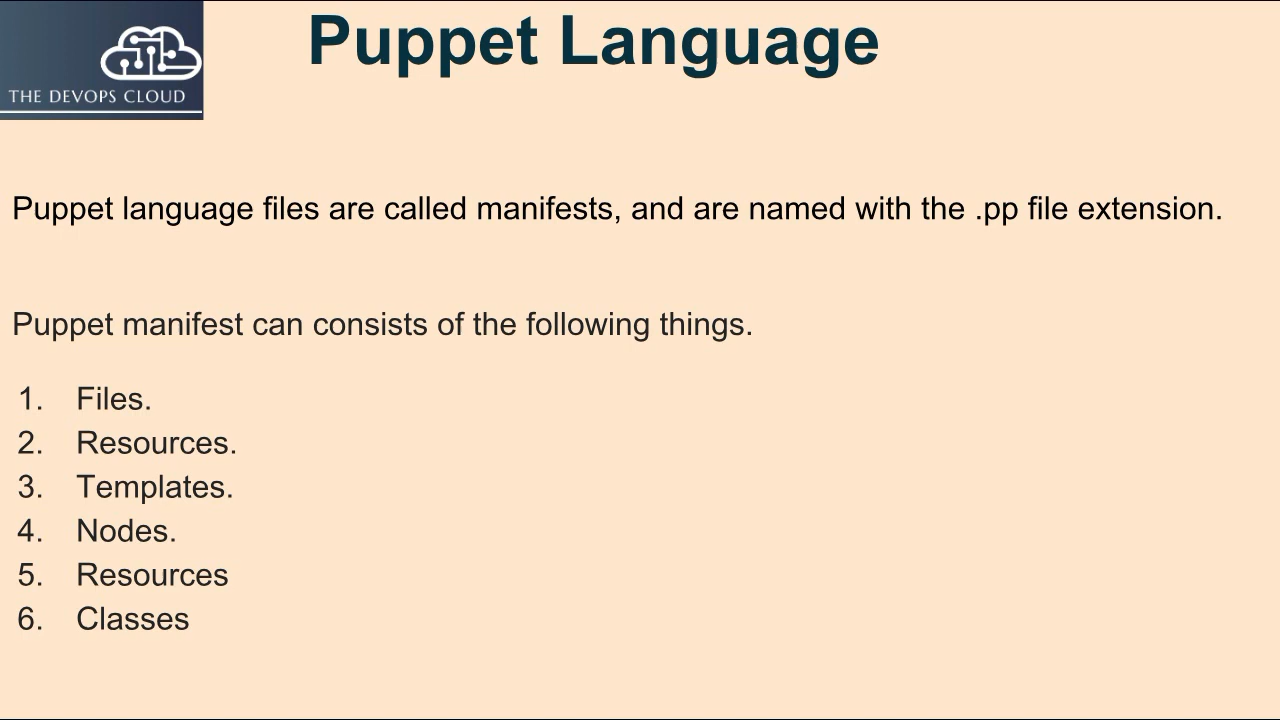 THE DEVOPS CLOUD
Puppet Language
Puppet language files are called manifests, and are named with the .pp file extension.
Puppet manifest can consists of the following things.
1. Files.
2. Resources.
3. Templates.
4. Nodes.
5. Resources
6. Classes